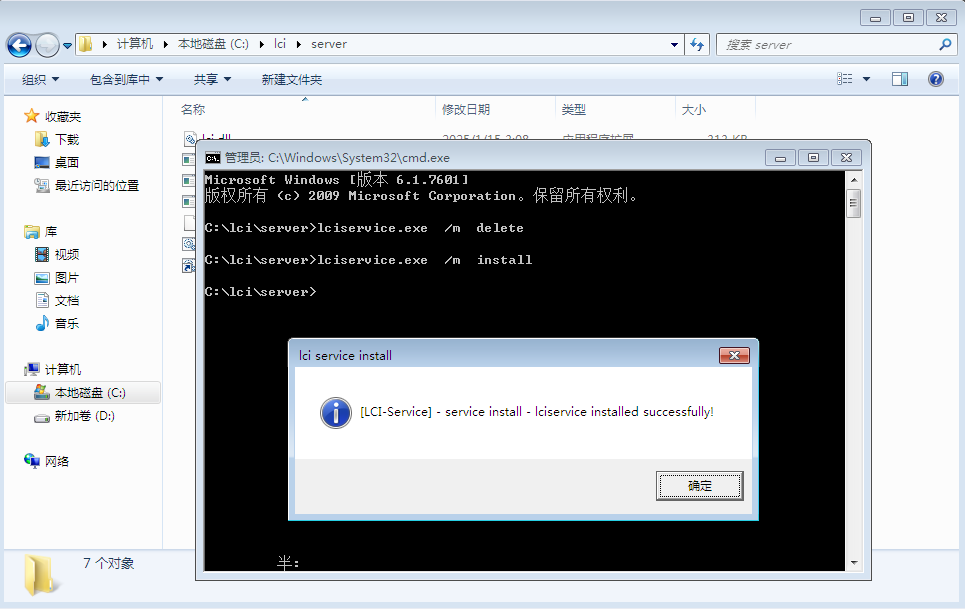 计算机 ▸ 本地磁盘 (C:) ▸ lci ▸ server
搜索 server
组织 包含到库中 共享 新建文件夹
名称 修改日期 类型 大小
收藏夹
下载
桌面
最近访问的位置
库
视频
图片
文档
音乐
计算机
本地磁盘 (C:)
新加卷 (D:)
网络
lci.dll 2025/1/15 3:08 应用程序扩展 213 KB
管理员: C:\Windows\System32\cmd.exe
Microsoft Windows [版本 6.1.7601]
版权所有 (c) 2009 Microsoft Corporation。保留所有权利。
C:\lci\server>lciservice.exe /m delete
C:\lci\server>lciservice.exe /m install
C:\lci\server>
lci service install
[LCI-Service] - service install - lciservice installed successfully!
确定
半:
7 个对象